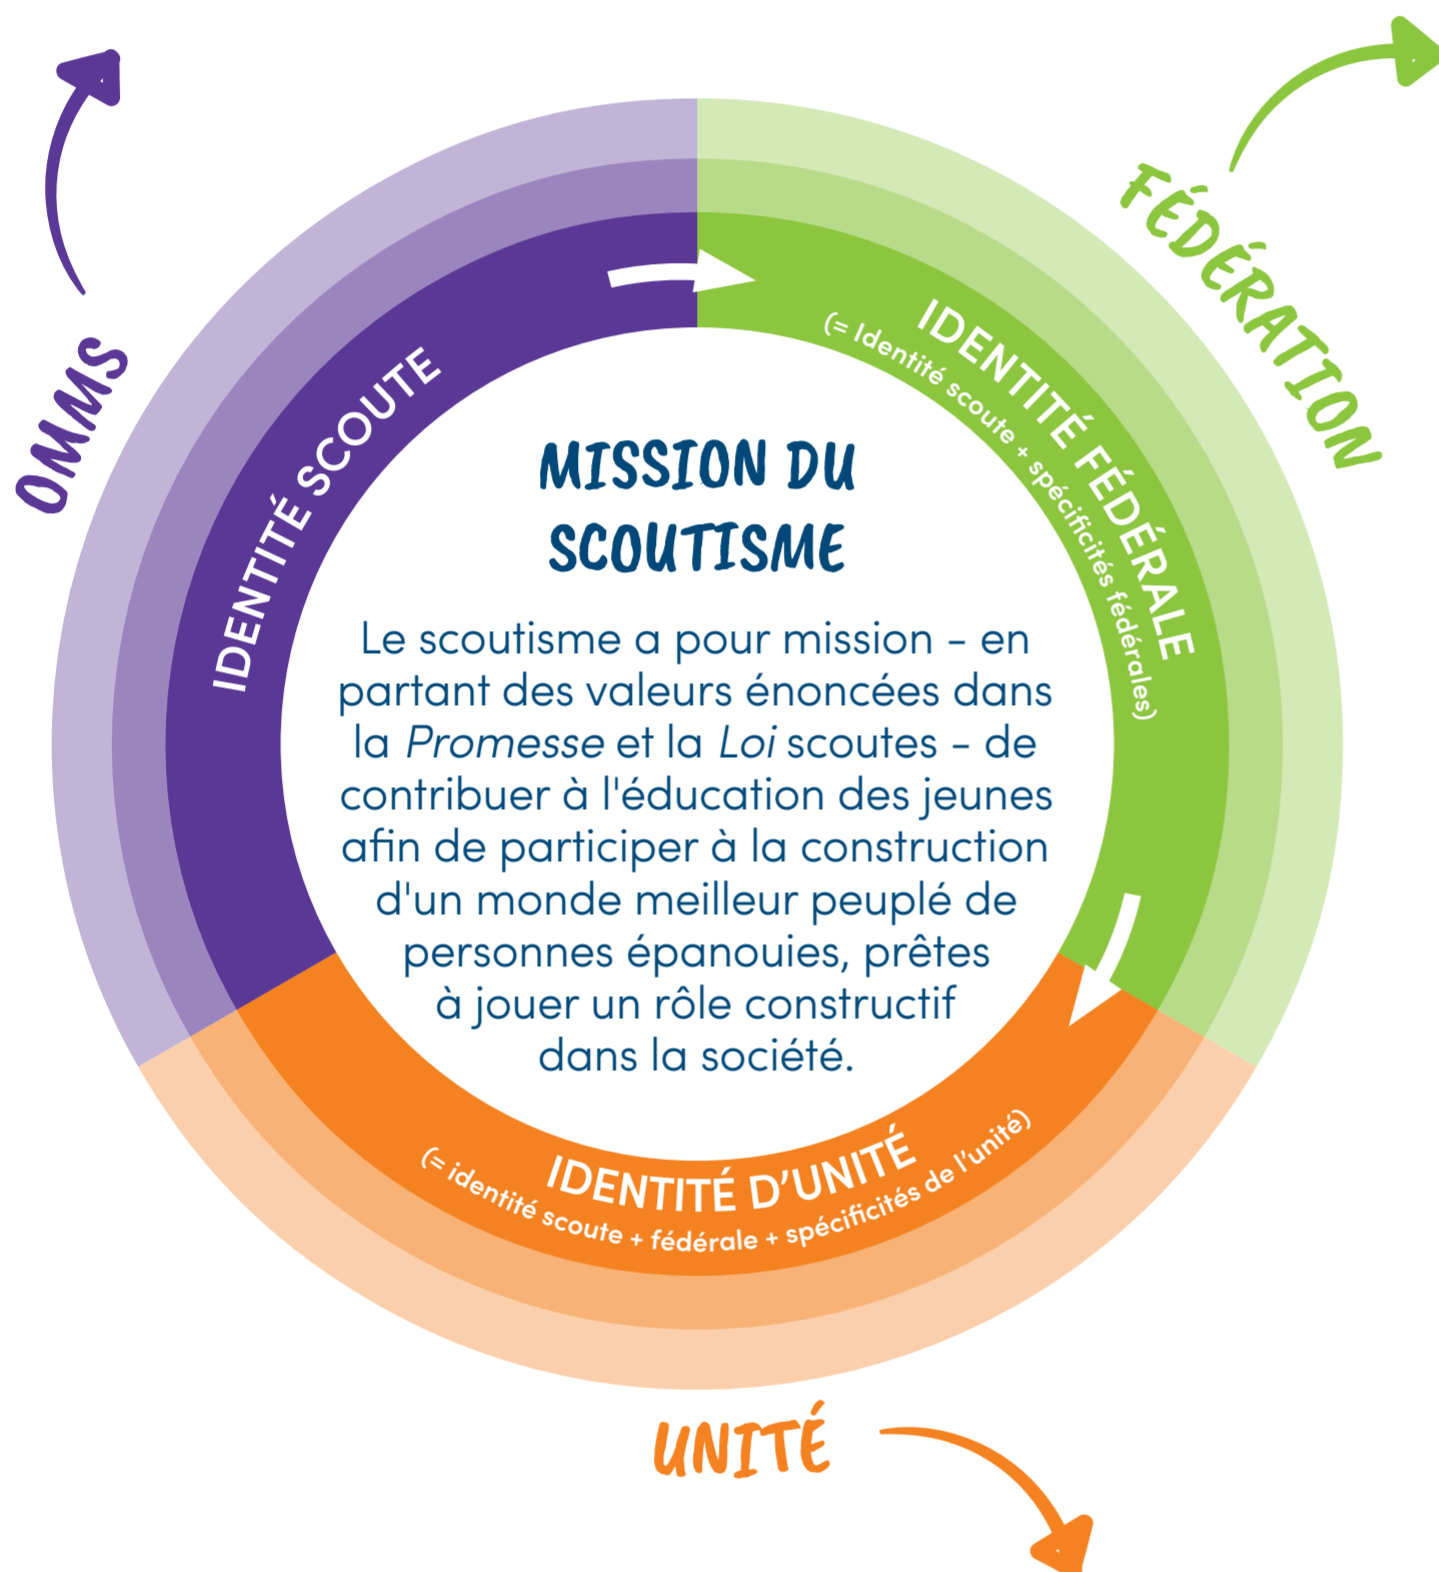 OMMS
FÉDÉRATION
IDENTITÉ SCOUTE
IDENTITÉ FÉDÉRALE
(= Identité scoute + spécificités fédérales)
MISSION DU
SCOUTISME
Le scoutisme a pour mission - en
partant des valeurs énoncées dans
la Promesse et la Loi scoutes - de
contribuer à l'éducation des jeunes
afin de participer à la construction
d'un monde meilleur peuplé de
personnes épanouies, prêtes
à jouer un rôle constructif
dans la société.
IDENTITÉ D’UNITÉ
(= identité scoute + fédérale + spécificités de l’unité)
UNITÉ